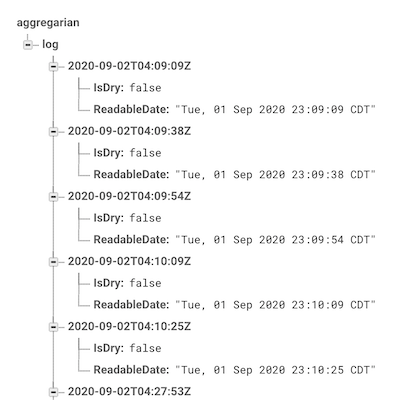 aggregarian
log
2020-09-02T04:09:09Z
IsDry: false
ReadableDate: "Tue, 01 Sep 2020 23:09:09 CDT"
2020-09-02T04:09:38Z
IsDry: false
ReadableDate: "Tue, 01 Sep 2020 23:09:38 CDT"
2020-09-02T04:09:54Z
IsDry: false
ReadableDate: "Tue, 01 Sep 2020 23:09:54 CDT"
2020-09-02T04:10:09Z
IsDry: false
ReadableDate: "Tue, 01 Sep 2020 23:10:09 CDT"
2020-09-02T04:10:25Z
IsDry: false
ReadableDate: "Tue, 01 Sep 2020 23:10:25 CDT"
2020-09-02T04:27:53Z